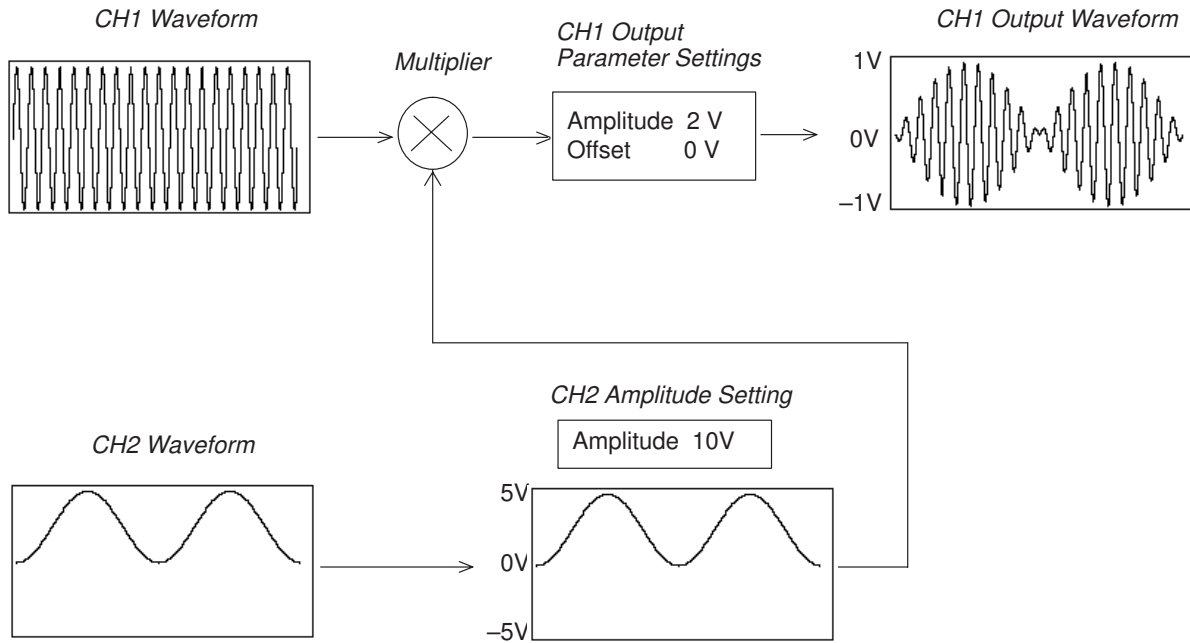 CH1 Waveform
Multiplier
CH1 Output
Parameter Settings
Amplitude 2 V
Offset 0 V
CH1 Output Waveform
1V
0V
–1V
CH2 Amplitude Setting
Amplitude 10V
CH2 Waveform
5V
0V
–5V